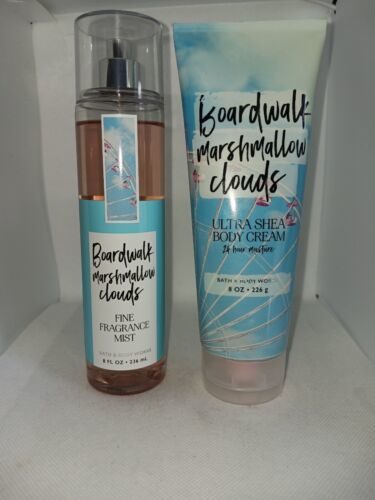 Boardwalk
marshmallow
clouds
FINE
FRAGRANCE
MIST
BATH & BODY WORKS
8 FL OZ • 236 mL
Boardwalk
marshmallow
clouds
ULTRA SHEA
BODY CREAM
24 hour moisture
BATH & BODY WORKS
8 OZ • 226 g